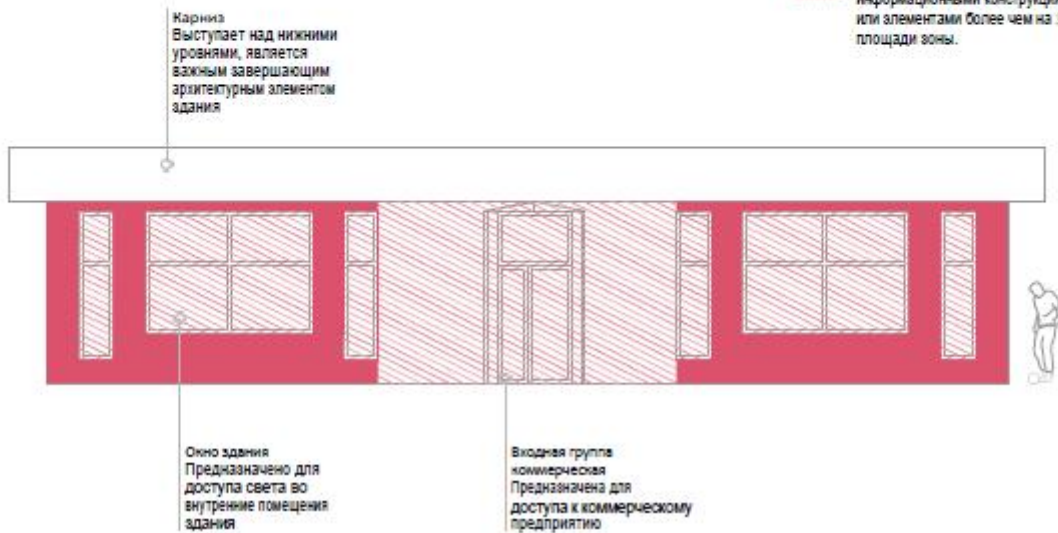 информационными
или элементами более чем на
площади зоны.
Карниз
Выступает над нижними
уровнями, является
важным завершающим
архитектурным элементом
здания
Окно здания
Предназначено для
доступа света во
внутренние помещения
здания
Входная группа
коммерческая
Предназначена для
доступа к коммерческому
предприятию